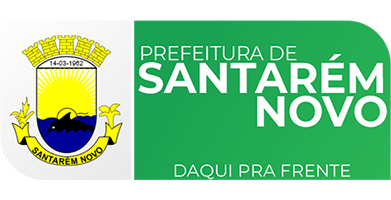 14-03-1962
SANTARÉM NOVO
PREFEITURA DE
SANTARÉM
NOVO
DAQUI PRA FRENTE